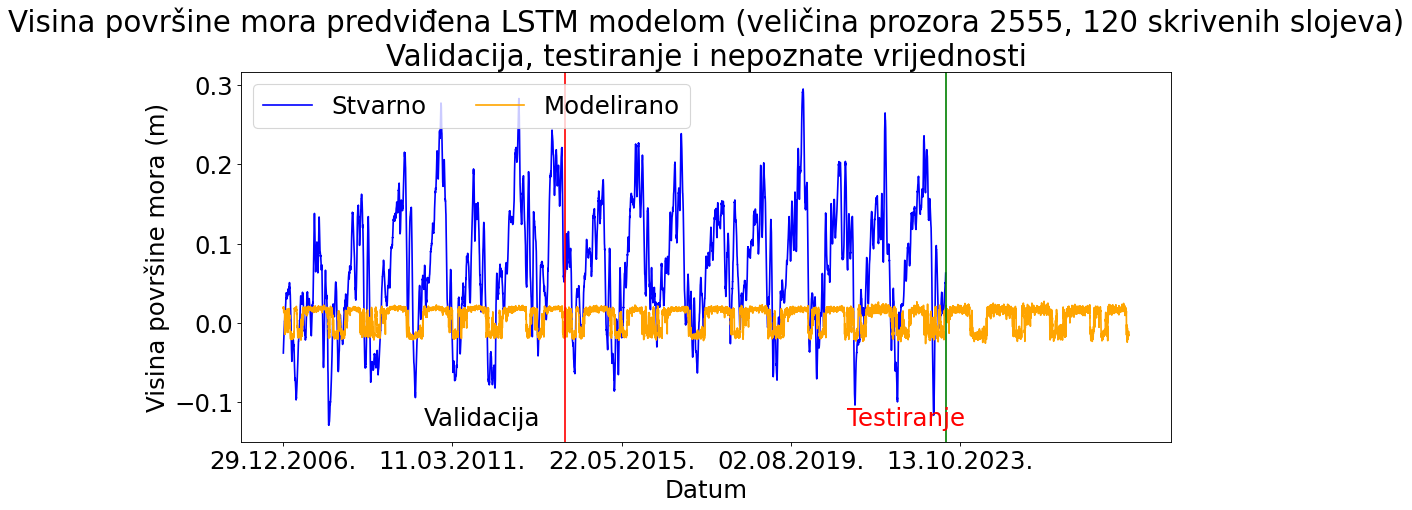 Visina površine mora predviđena LSTM modelom (veličina prozora 2555, 120 skrivenih slojeva)
Validacija, testiranje i nepoznate vrijednosti
Stvarno
Modelirano
Visina površine mora (m)
0.3
0.2
0.1
0.0
−0.1
Validacija
Testiranje
29.12.2006.
11.03.2011.
22.05.2015.
02.08.2019.
13.10.2023.
Datum